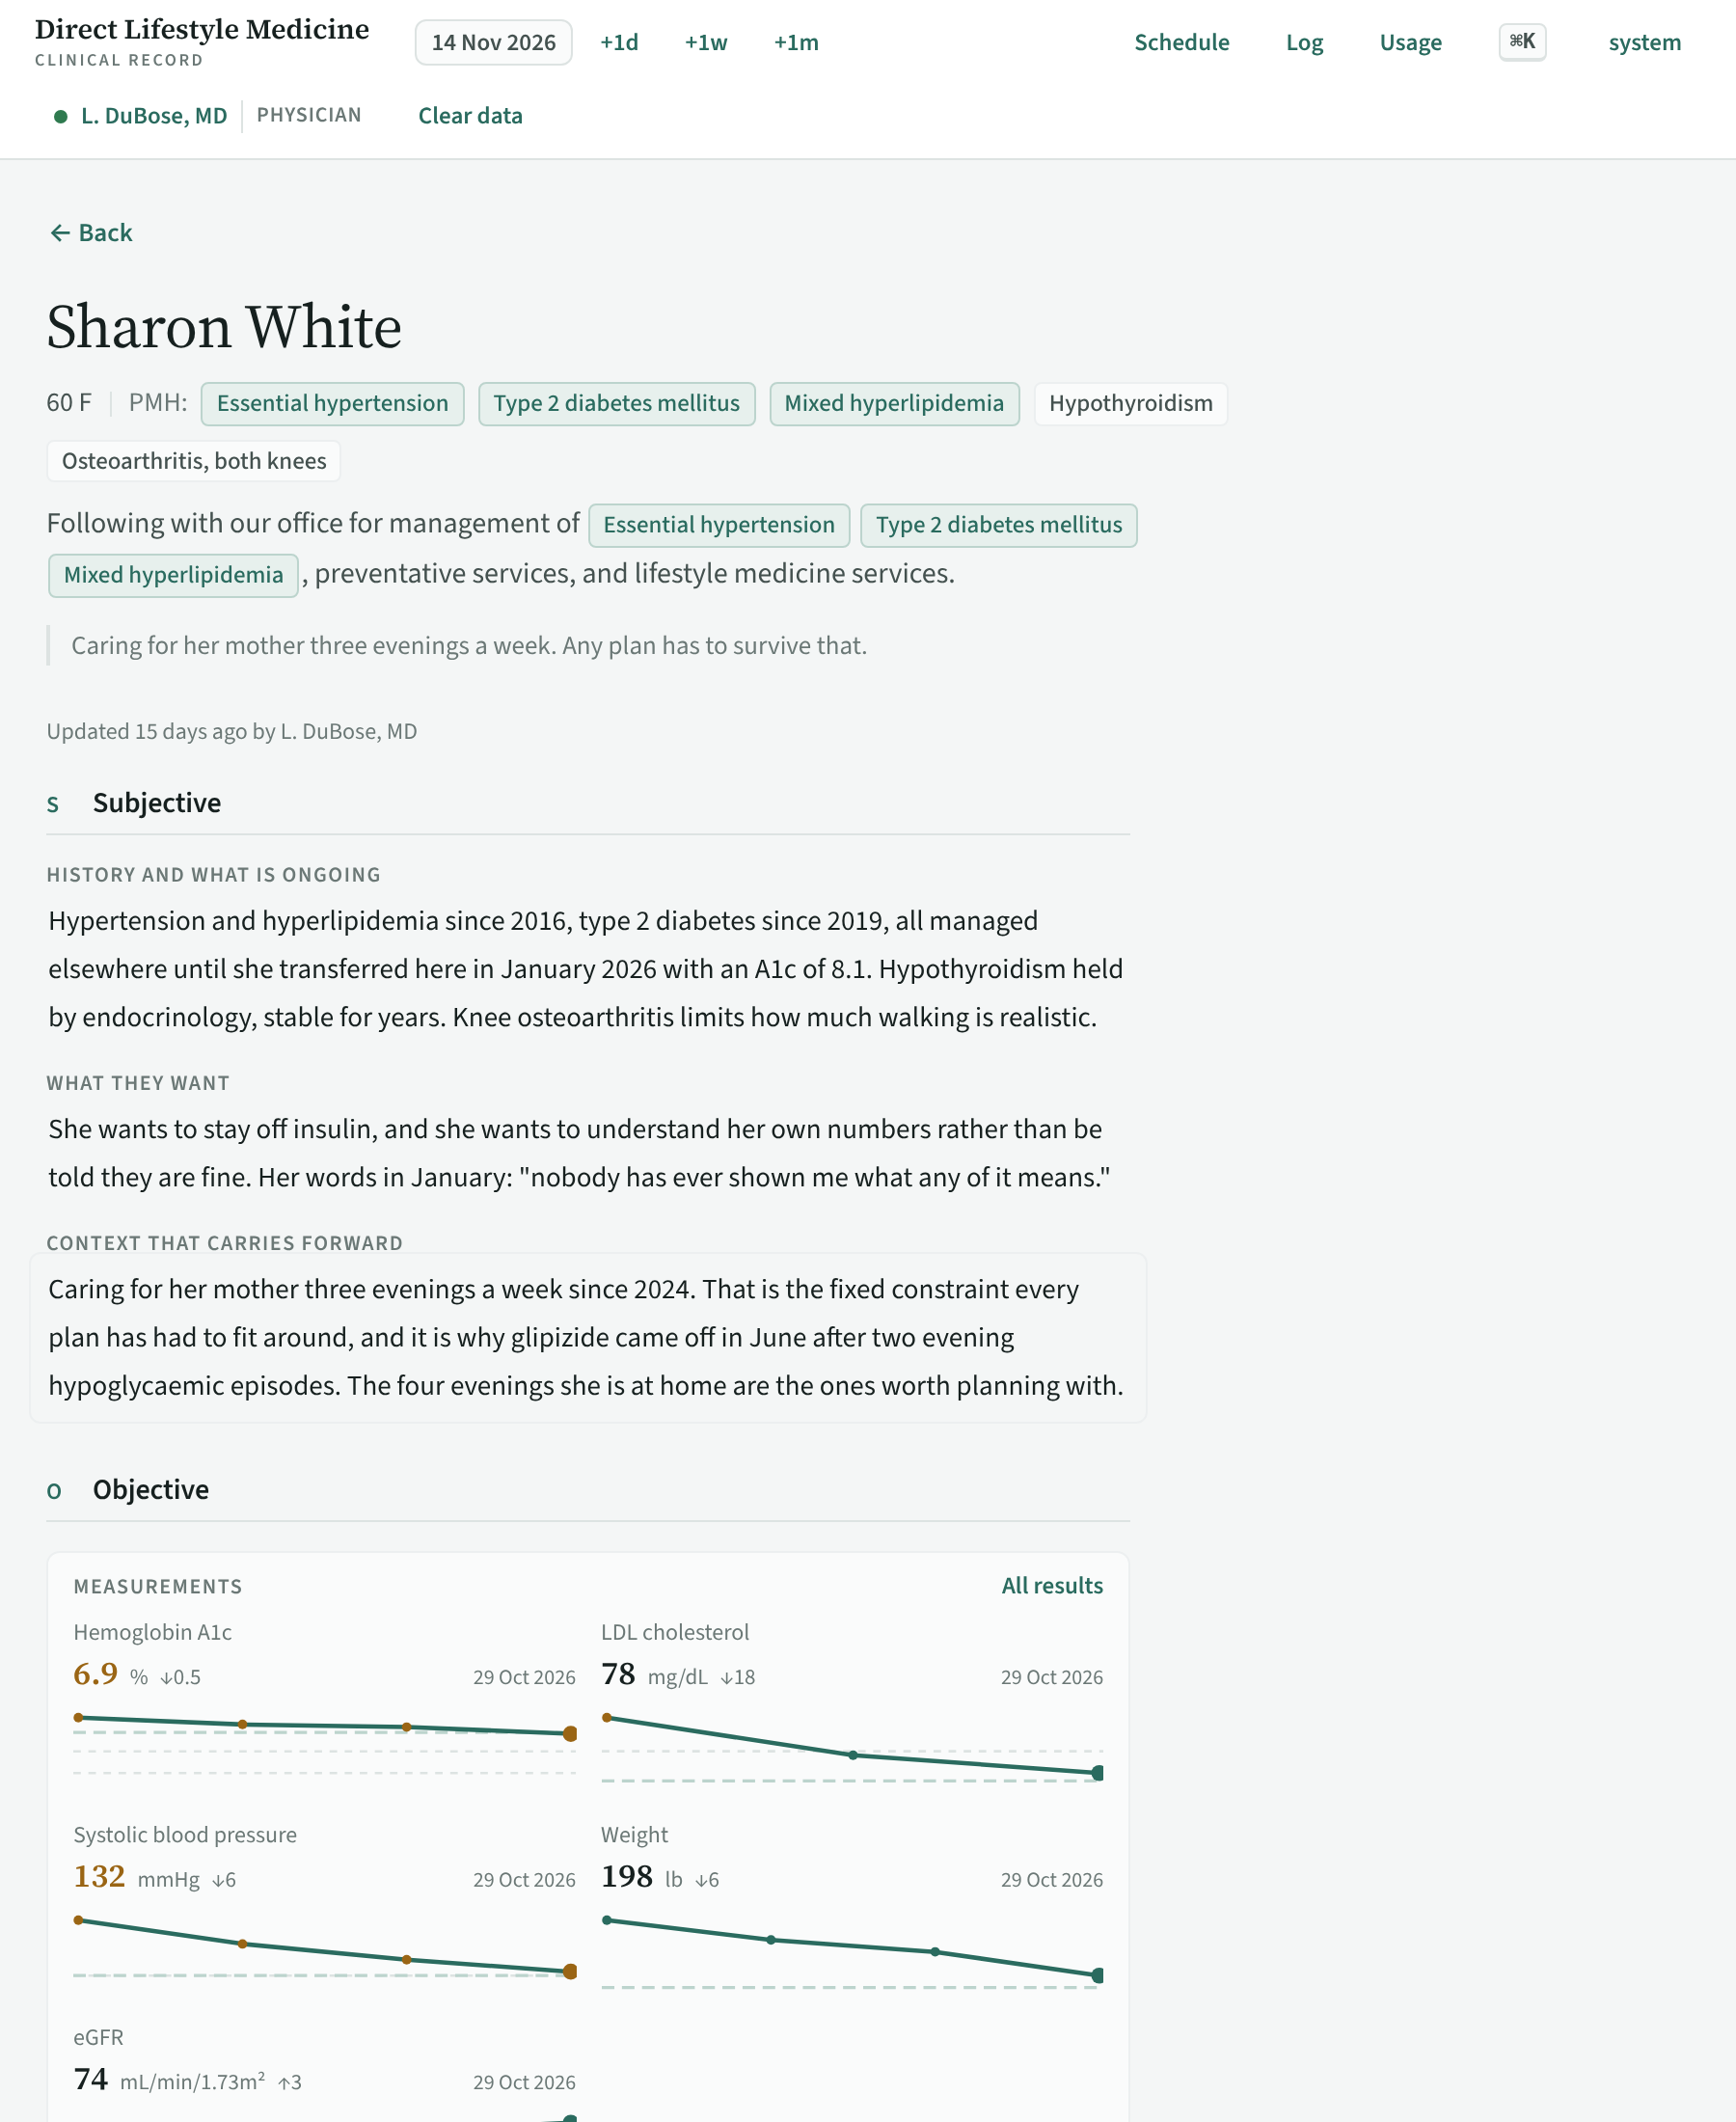 Direct Lifestyle Medicine
CLINICAL RECORD
14 Nov 2026 +1d +1w +1m
Schedule Log Usage ⌘K system
L. DuBose, MD PHYSICIAN Clear data
← Back
Sharon White
60 F PMH: Essential hypertension Type 2 diabetes mellitus Mixed hyperlipidemia Hypothyroidism
Osteoarthritis, both knees
Following with our office for management of Essential hypertension Type 2 diabetes mellitus
Mixed hyperlipidemia , preventative services, and lifestyle medicine services.
Caring for her mother three evenings a week. Any plan has to survive that.
Updated 15 days ago by L. DuBose, MD
S Subjective
HISTORY AND WHAT IS ONGOING
Hypertension and hyperlipidemia since 2016, type 2 diabetes since 2019, all managed
elsewhere until she transferred here in January 2026 with an A1c of 8.1. Hypothyroidism held
by endocrinology, stable for years. Knee osteoarthritis limits how much walking is realistic.
WHAT THEY WANT
She wants to stay off insulin, and she wants to understand her own numbers rather than be
told they are fine. Her words in January: "nobody has ever shown me what any of it means."
CONTEXT THAT CARRIES FORWARD
Caring for her mother three evenings a week since 2024. That is the fixed constraint every
plan has had to fit around, and it is why glipizide came off in June after two evening
hypoglycaemic episodes. The four evenings she is at home are the ones worth planning with.
O Objective
MEASUREMENTS All results
Hemoglobin A1c
6.9 % ↓0.5 29 Oct 2026
LDL cholesterol
78 mg/dL ↓18 29 Oct 2026
Systolic blood pressure
132 mmHg ↓6 29 Oct 2026
Weight
198 lb ↓6 29 Oct 2026
eGFR
74 mL/min/1.73m² ↑3 29 Oct 2026